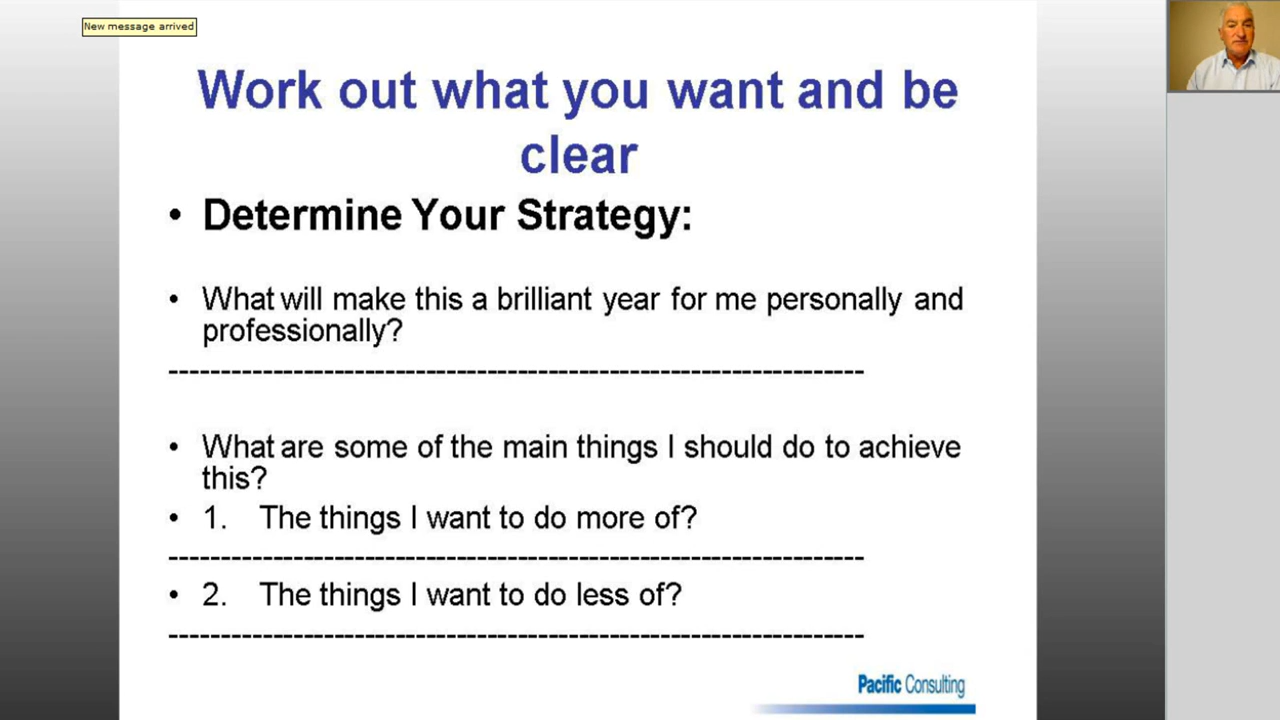 New message arrived
Work out what you want and be
clear
• Determine Your Strategy:
• What will make this a brilliant year for me personally and
professionally?
-------------------------------------------------------------------
• What are some of the main things I should do to achieve
this?
• 1. The things I want to do more of?
-------------------------------------------------------------------
• 2. The things I want to do less of?
-------------------------------------------------------------------
Pacific Consulting